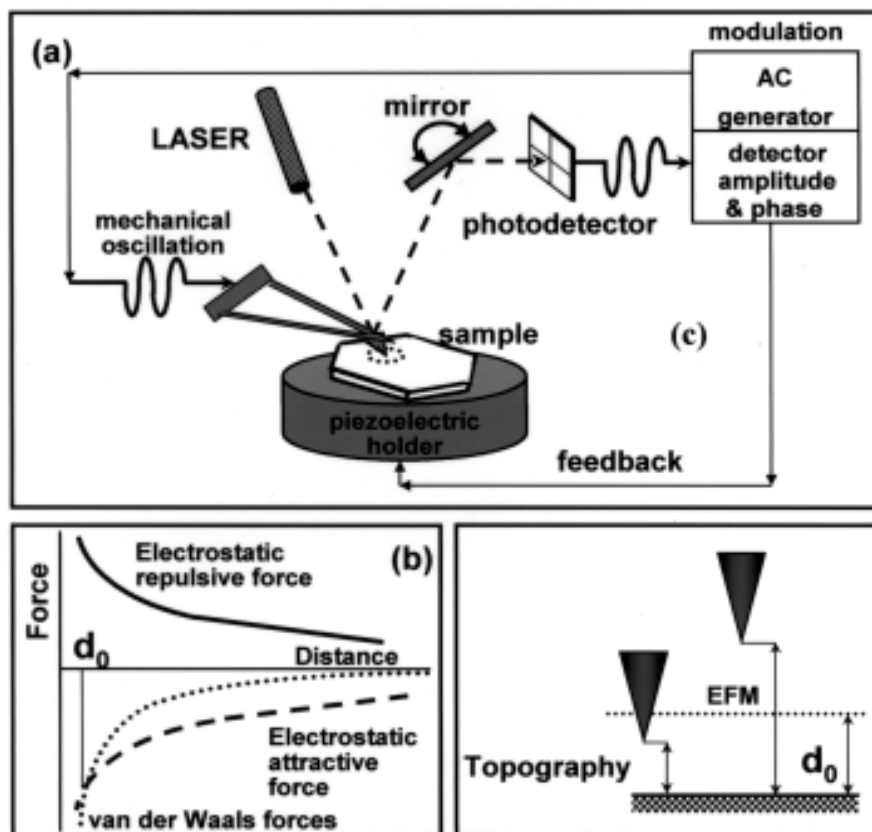 (a)
modulation
AC
generator
detector
amplitude
& phase
LASER
mirror
photodetector
mechanical
oscillation
sample
(c)
piezoelectric
holder
feedback
(b)
Electrostatic
repulsive force
Force
d0
Distance
Electrostatic
attractive
force
van der Waals forces
EFM
Topography
d0